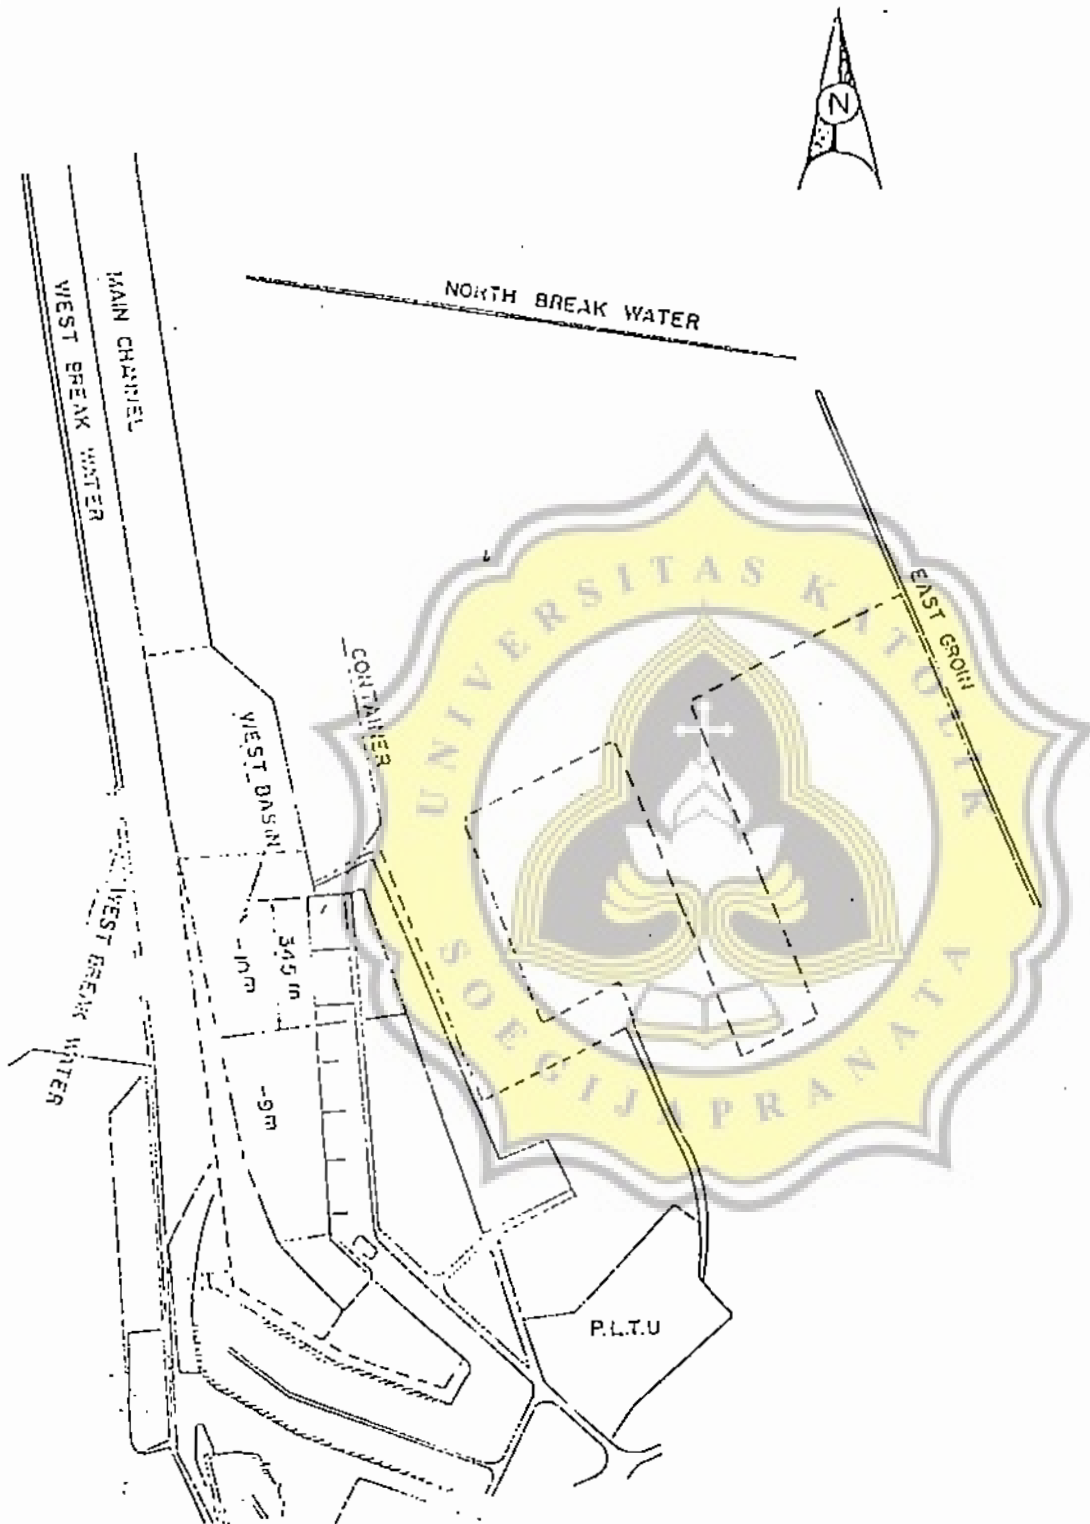 N
MAIN CHANNEL
WEST BREAK WATER
NORTH BREAK WATER
EAST GROIN
UNIVERSITAS KATOLIK
SOEGIJAPRANATA
CONTAINER
WEST BASIN
345 m
-9m
WEST BREAK WATER
P.L.T.U